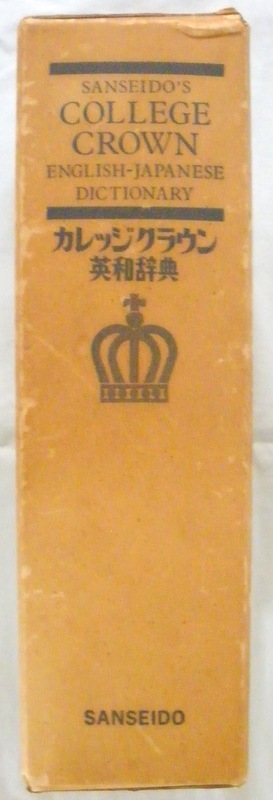 SANSEIDO'S
COLLEGE
CROWN
ENGLISH-JAPANESE
DICTIONARY
カレッジクラウン
英和辞典
SANSEIDO